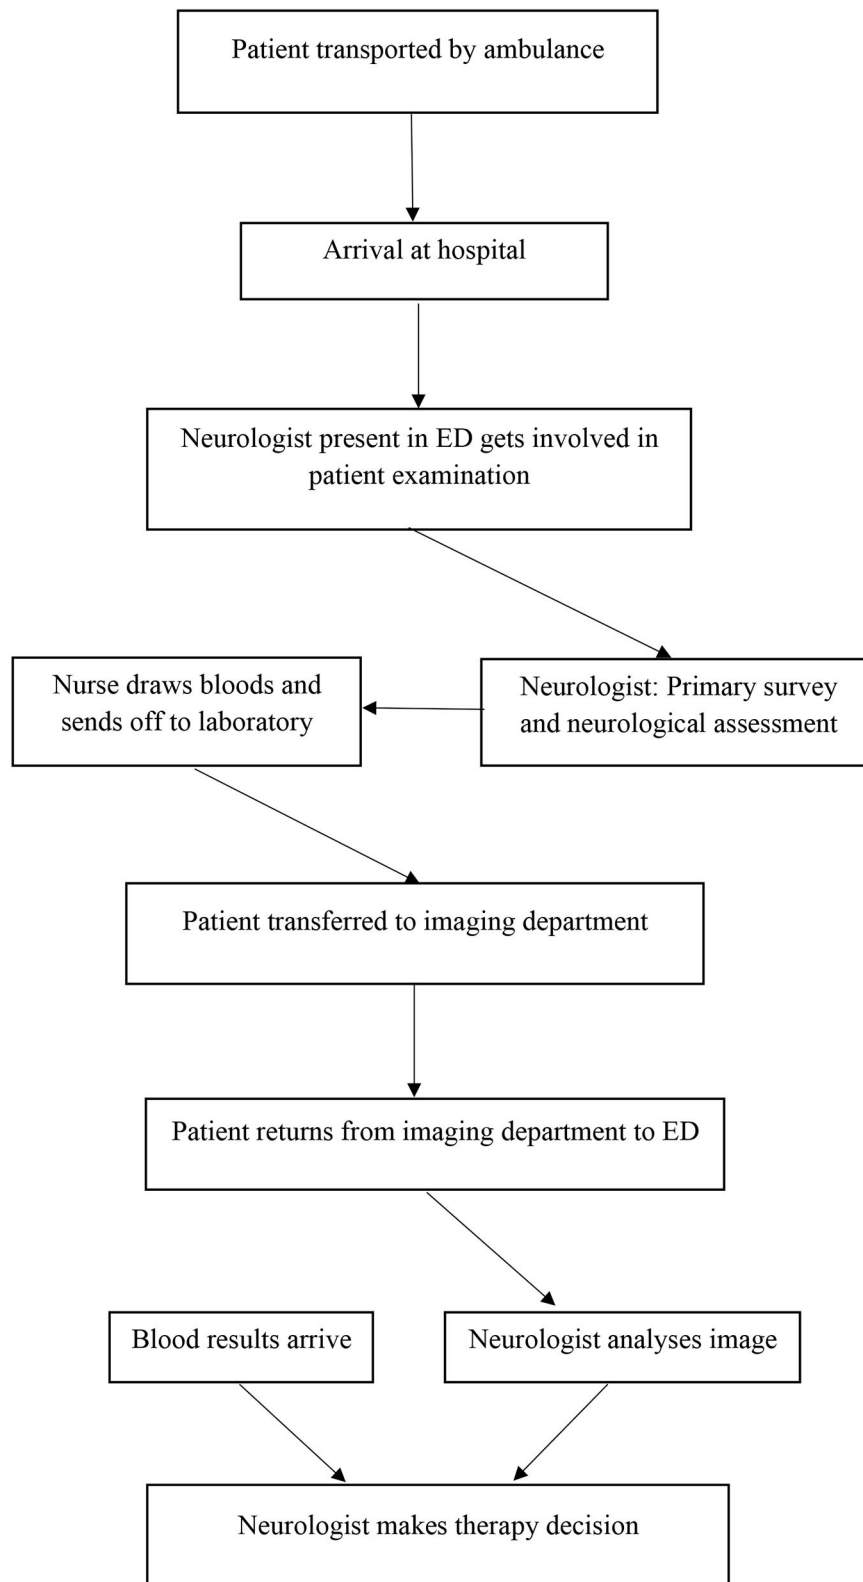 Patient transported by ambulance
Arrival at hospital
Neurologist present in ED gets involved in
patient examination
Neurologist: Primary survey
and neurological assessment
Nurse draws bloods and
sends off to laboratory
Patient transferred to imaging department
Patient returns from imaging department to ED
Blood results arrive
Neurologist analyses image
Neurologist makes therapy decision